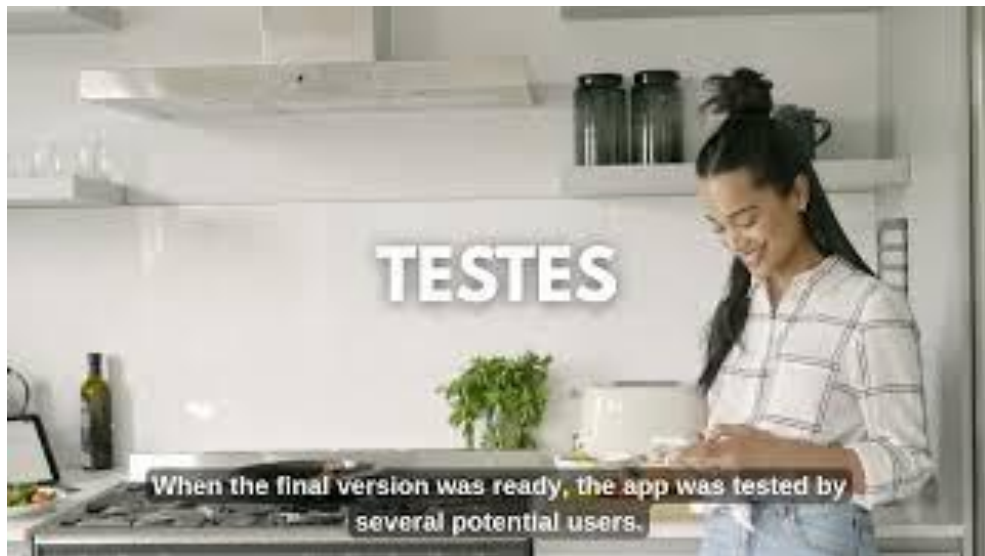 TESTES
When the final version was ready, the app was tested by
several potential users.